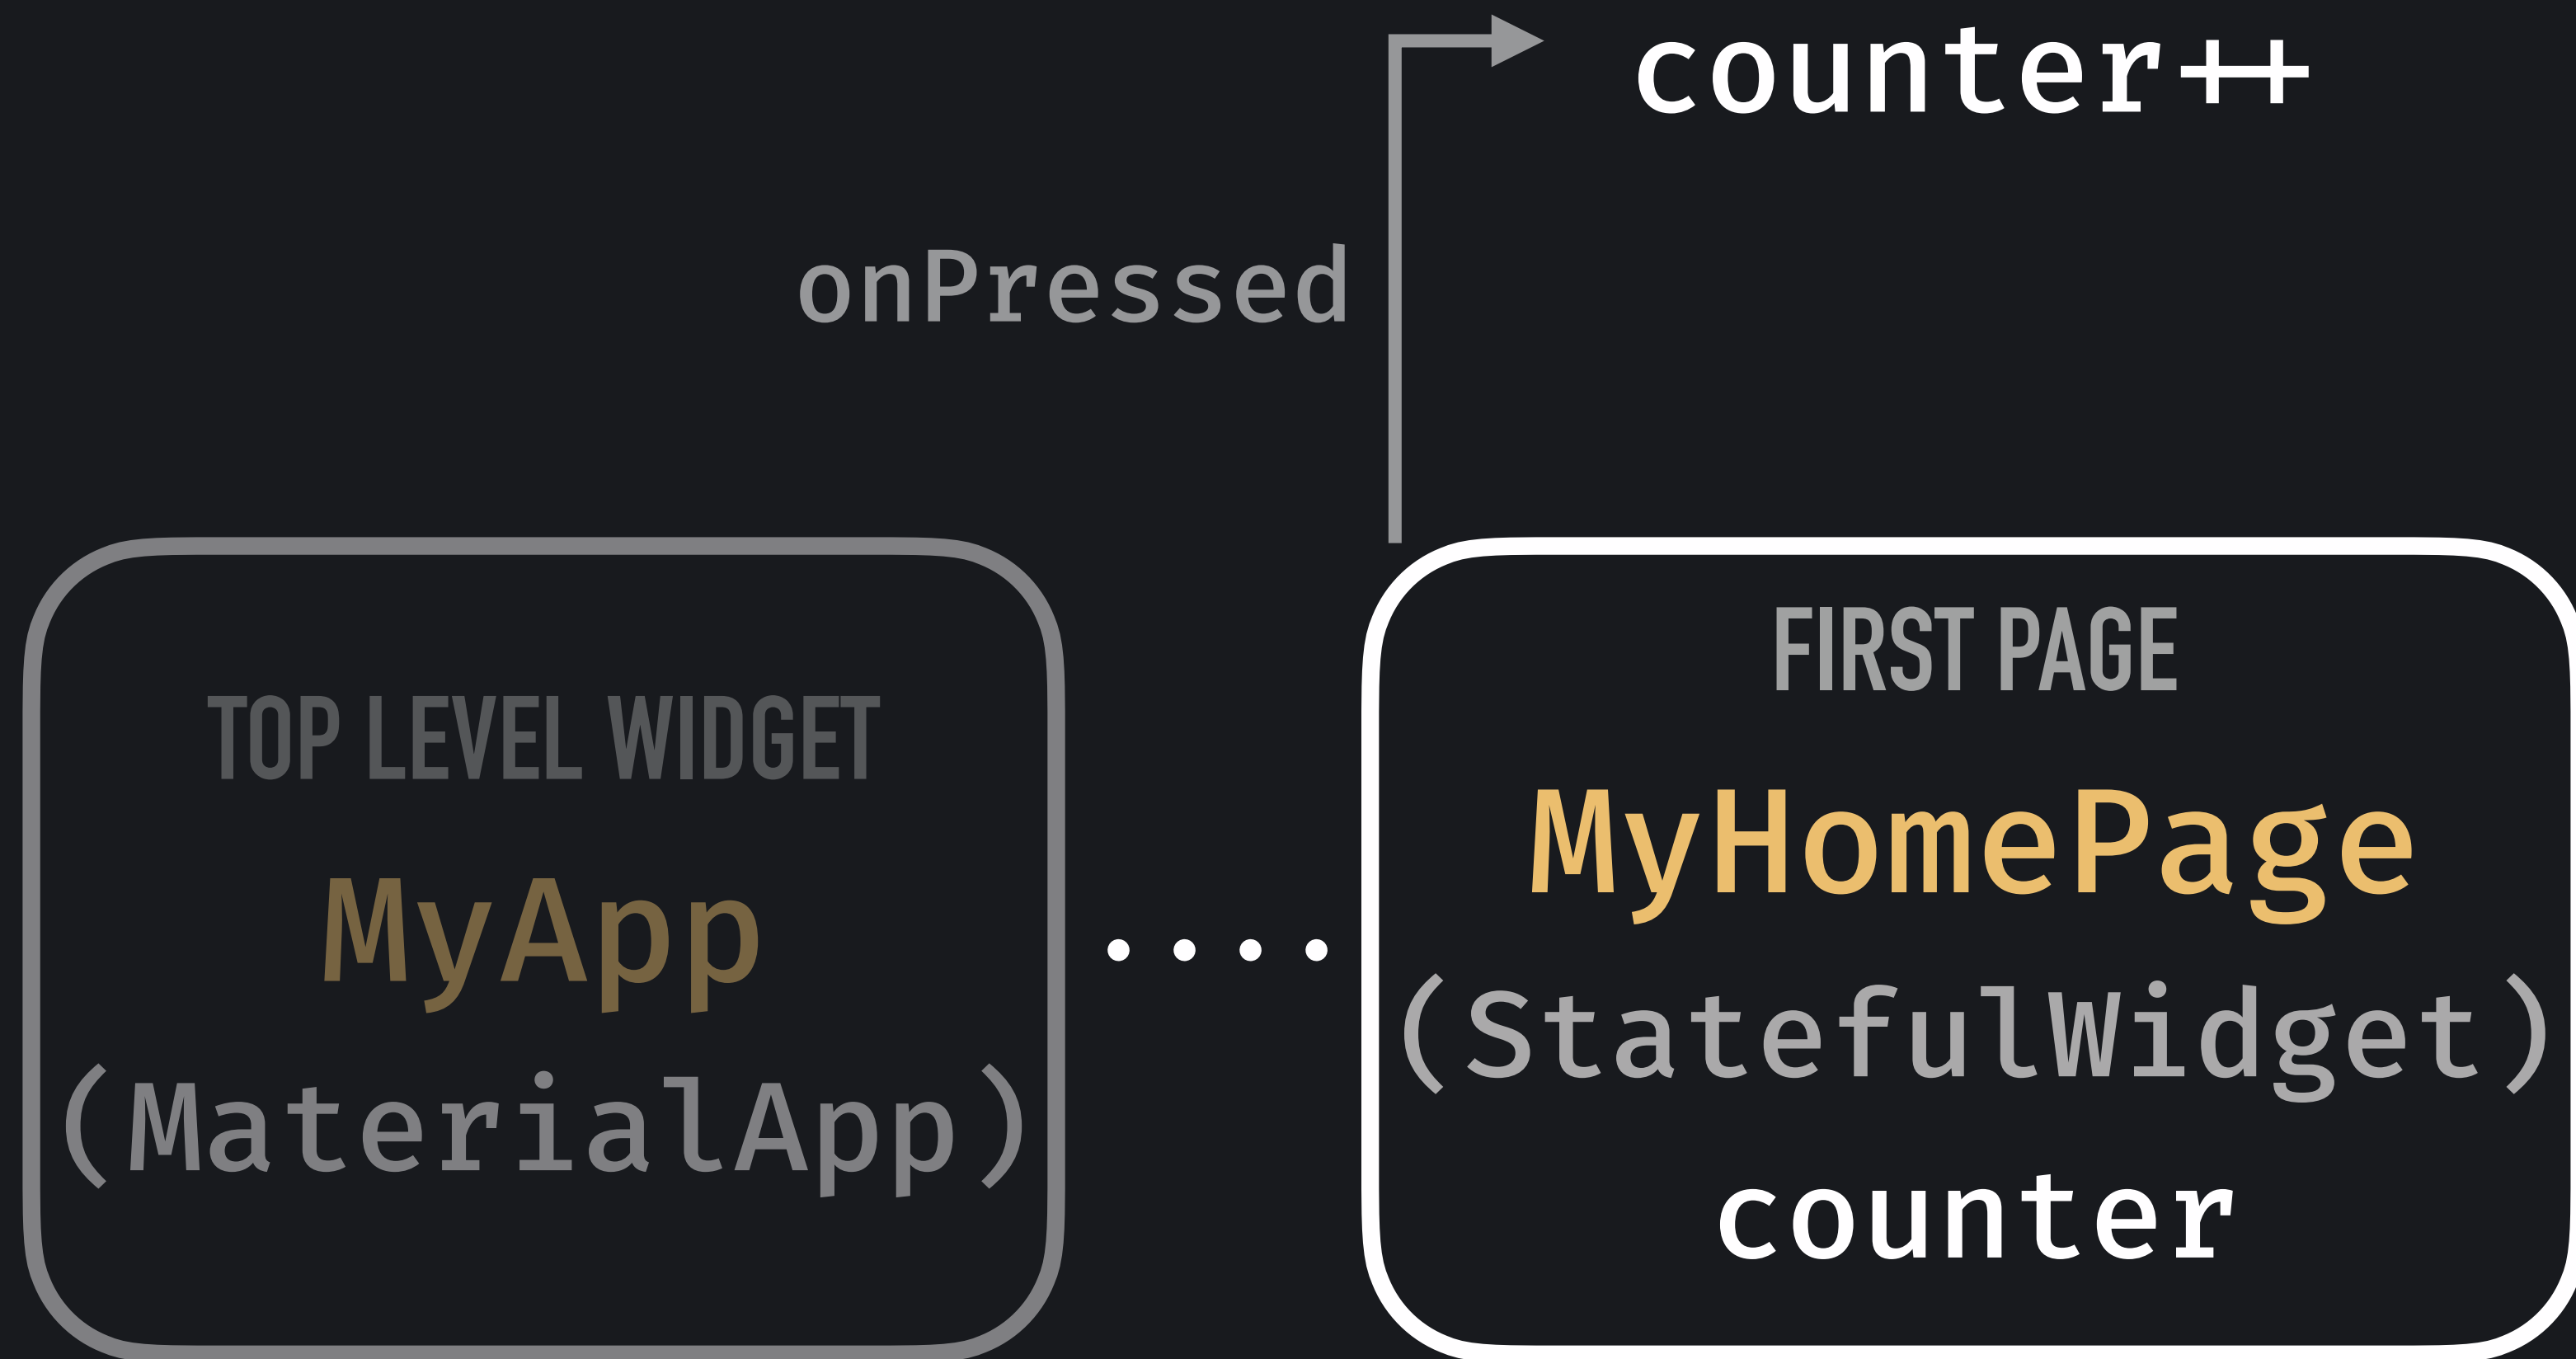 counter++
onPressed
TOP LEVEL WIDGET
MyApp
(MaterialApp)
FIRST PAGE
MyHomePage
(StatefulWidget)
counter